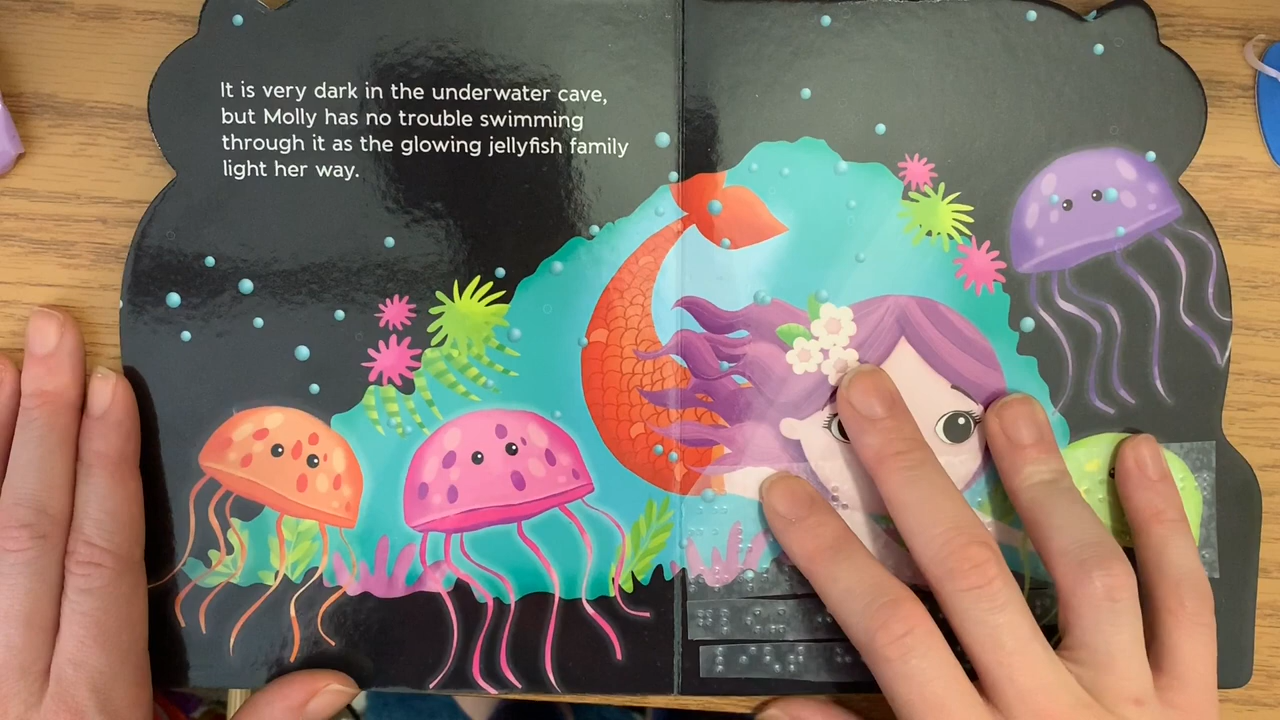 It is very dark in the underwater cave,
but Molly has no trouble swimming
through it as the glowing jellyfish family
light her way.